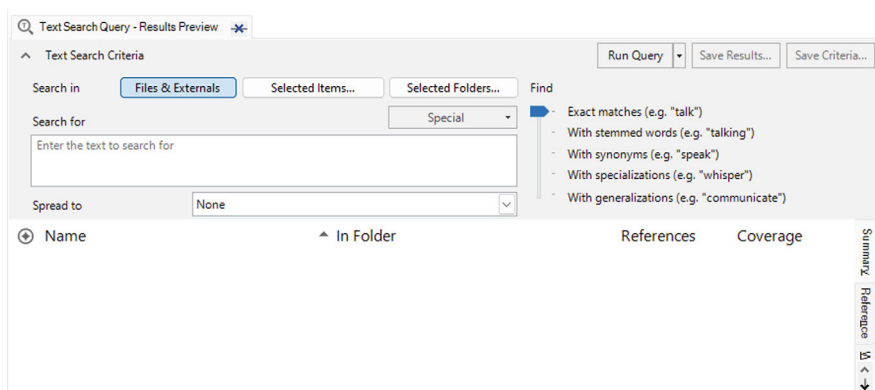 Text Search Query - Results Preview
Text Search Criteria
Run Query
Save Results...
Save Criteria...
Search in
Files & Externals
Selected Items...
Selected Folders...
Find
Search for
Special
Exact matches (e.g. "talk")
Enter the text to search for
With stemmed words (e.g. "talking")
With synonyms (e.g. "speak")
With specializations (e.g. "whisper")
Spread to
None
With generalizations (e.g. "communicate")
Name
In Folder
References
Coverage
Summary
Reference